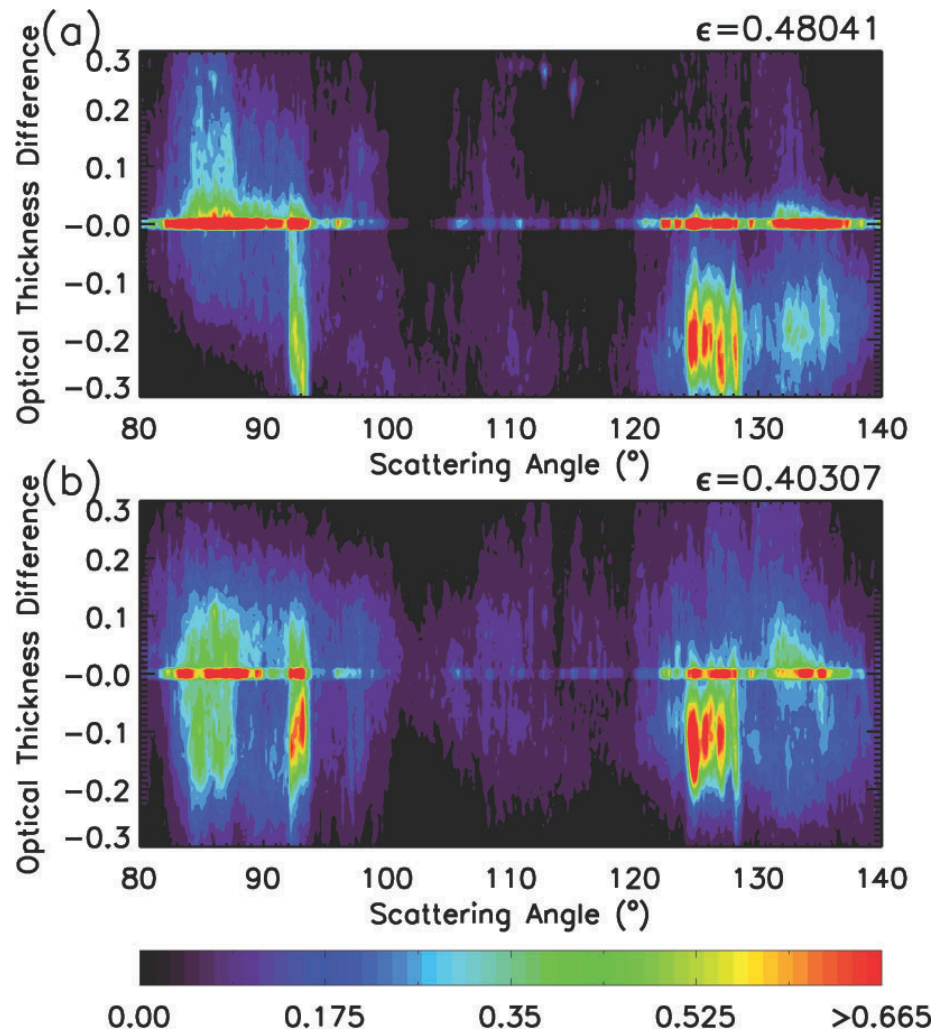 (a) ϵ=0.48041
Optical Thickness Difference
0.3
0.2
0.1
-0.0
-0.1
-0.2
-0.3
80 90 100 110 120 130 140
Scattering Angle (°)
(b) ϵ=0.40307
Optical Thickness Difference
0.3
0.2
0.1
-0.0
-0.1
-0.2
-0.3
80 90 100 110 120 130 140
Scattering Angle (°)
0.00 0.175 0.35 0.525 >0.665